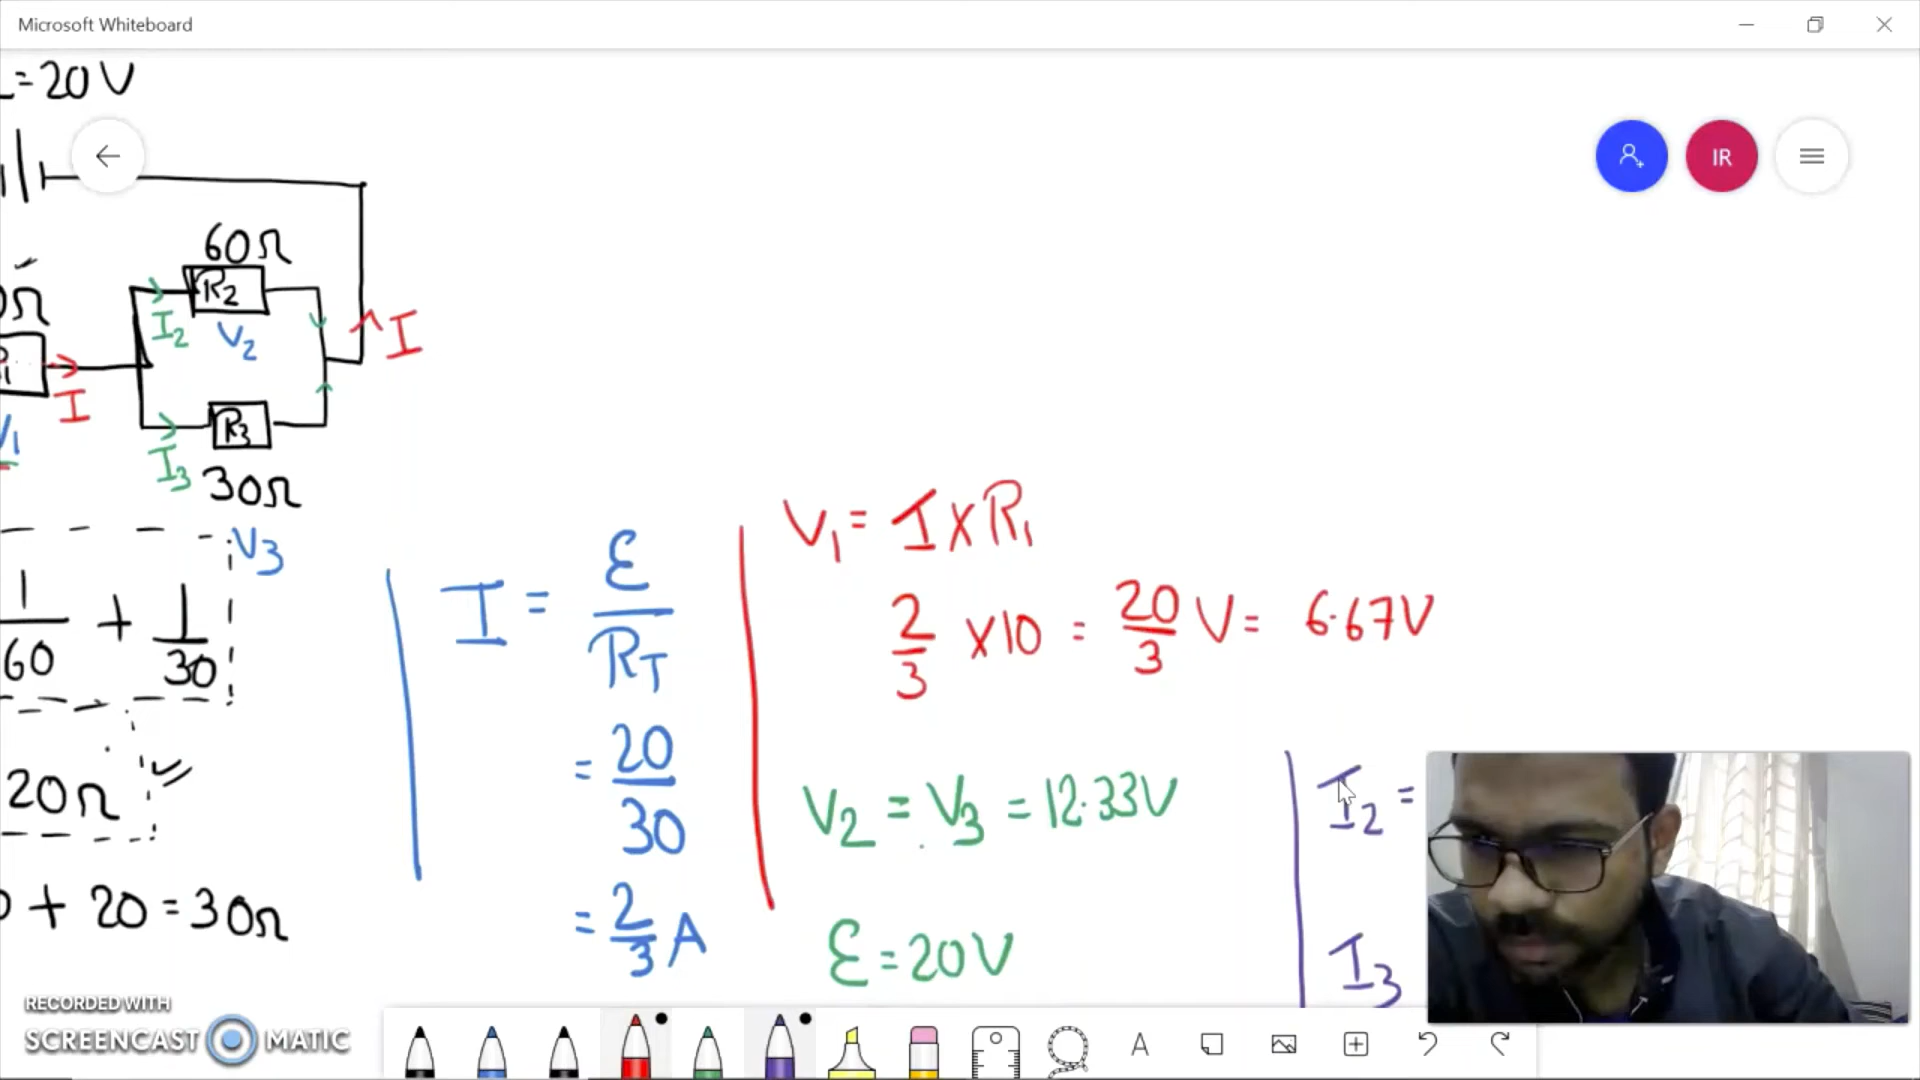 Microsoft Whiteboard
=20V
IR
60Ω
R2
I2
V2
I
I
R3
I3
30Ω
V3
V1
1/60 + 1/30
20Ω
+ 20 = 30Ω
I = ℰ/RT
= 20/30
= 2/3 A
V1 = I X R1
2/3 X10 = 20/3 V = 6.67V
V2 = V3 = 12.33V
ℰ = 20V
I2 =
I3
RECORDED WITH
SCREENCAST MATIC
A